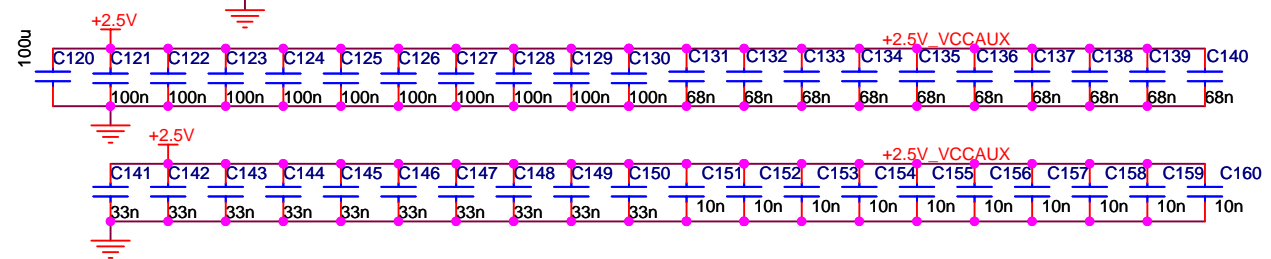 +2.5V
100u
+2.5V_VCCAUX
C120 C121 C122 C123 C124 C125 C126 C127 C128 C129 C130 C131 C132 C133 C134 C135 C136 C137 C138 C139 C140
100n 100n 100n 100n 100n 100n 100n 100n 100n 100n 68n 68n 68n 68n 68n 68n 68n 68n 68n 68n
+2.5V
+2.5V_VCCAUX
C141 C142 C143 C144 C145 C146 C147 C148 C149 C150 C151 C152 C153 C154 C155 C156 C157 C158 C159 C160
33n 33n 33n 33n 33n 33n 33n 33n 33n 33n 10n 10n 10n 10n 10n 10n 10n 10n 10n 10n